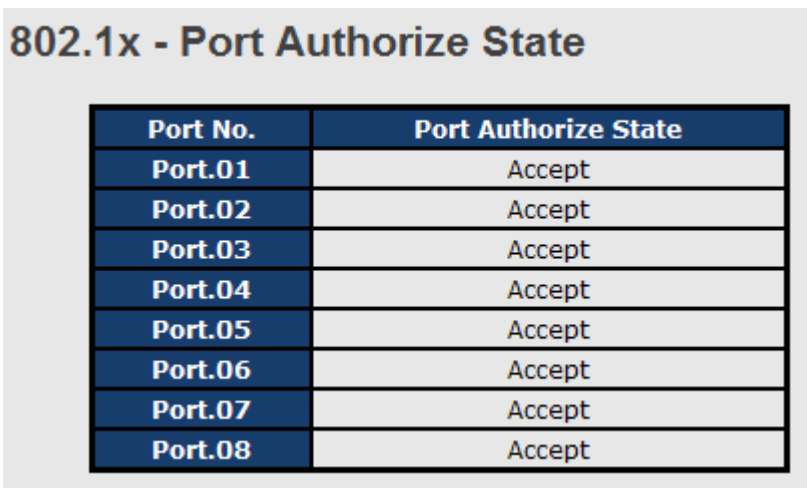 802.1x - Port Authorize State
Port No. Port Authorize State
Port.01 Accept
Port.02 Accept
Port.03 Accept
Port.04 Accept
Port.05 Accept
Port.06 Accept
Port.07 Accept
Port.08 Accept